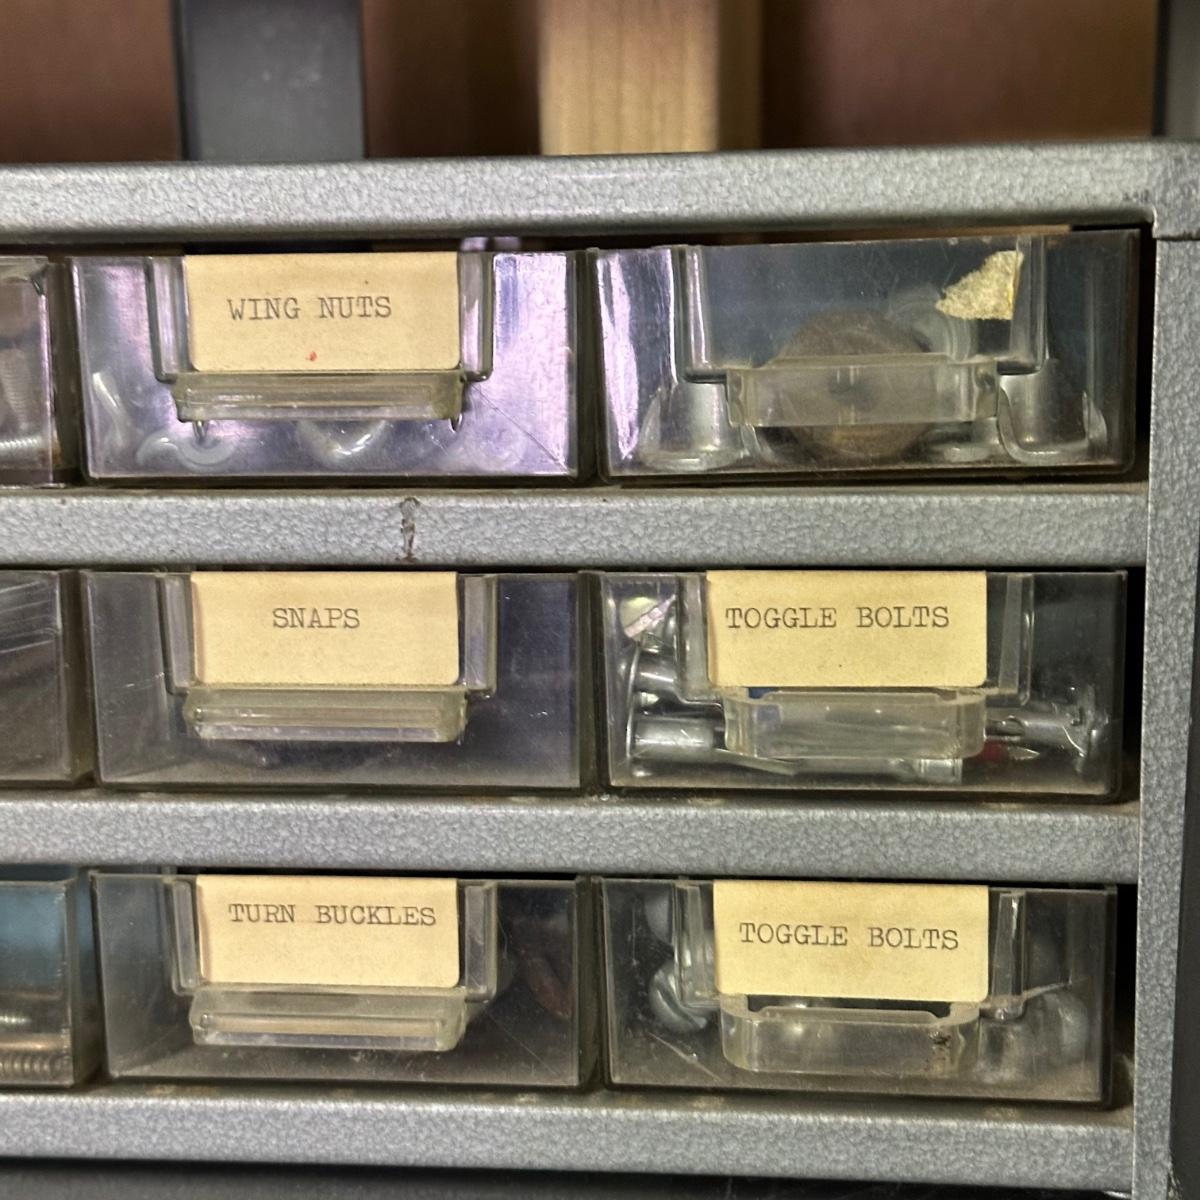 WING NUTS
SNAPS
TOGGLE BOLTS
TURN BUCKLES
TOGGLE BOLTS